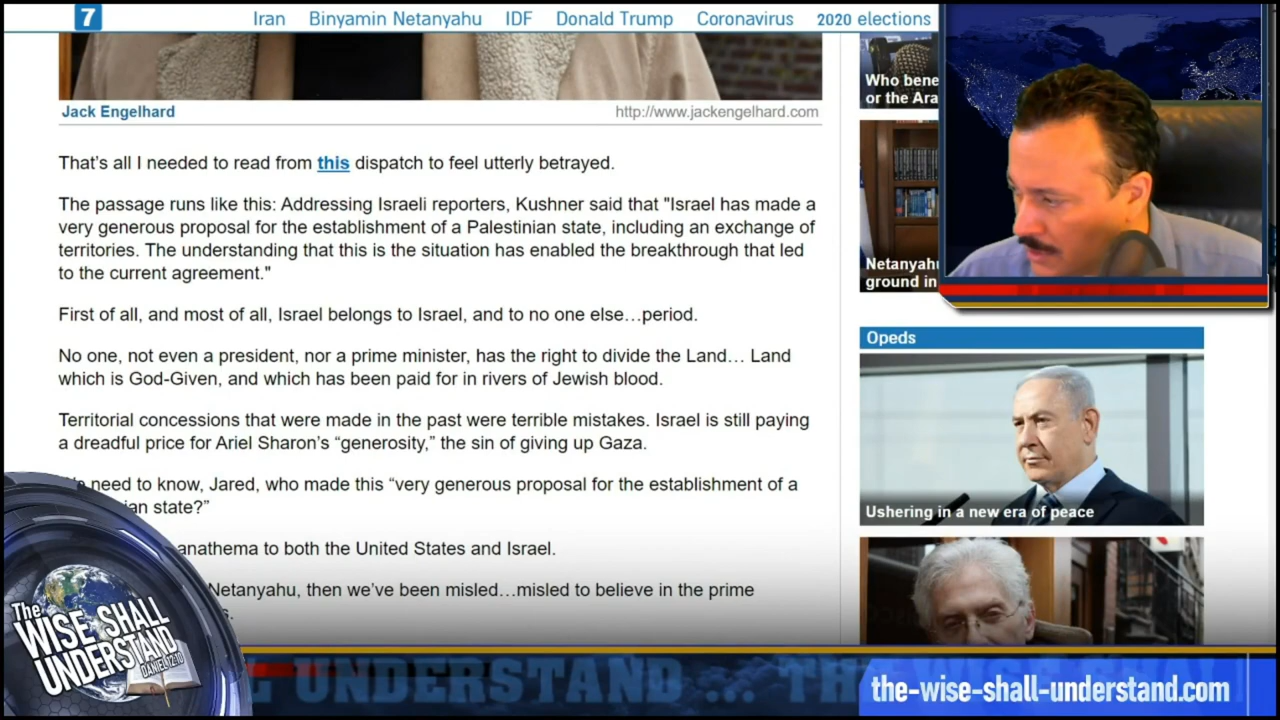 7
Iran Binyamin Netanyahu IDF Donald Trump Coronavirus 2020 elections
Jack Engelhard
http://www.jackengelhard.com
That's all I needed to read from this dispatch to feel utterly betrayed.
The passage runs like this: Addressing Israeli reporters, Kushner said that "Israel has made a
very generous proposal for the establishment of a Palestinian state, including an exchange of
territories. The understanding that this is the situation has enabled the breakthrough that led
to the current agreement."
First of all, and most of all, Israel belongs to Israel, and to no one else…period.
No one, not even a president, nor a prime minister, has the right to divide the Land… Land
which is God-Given, and which has been paid for in rivers of Jewish blood.
Territorial concessions that were made in the past were terrible mistakes. Israel is still paying
a dreadful price for Ariel Sharon's “generosity,” the sin of giving up Gaza.
need to know, Jared, who made this “very generous proposal for the establishment of a
state?”
anathema to both the United States and Israel.
Netanyahu, then we've been misled…misled to believe in the prime
Who bene
or the Ara
Netanyahu
ground in
Opeds
Ushering in a new era of peace
The
WISE SHALL
UNDERSTAND
DANIEL 12:10
L UNDERSTAND ... THE WISE SHAL
the-wise-shall-understand.com